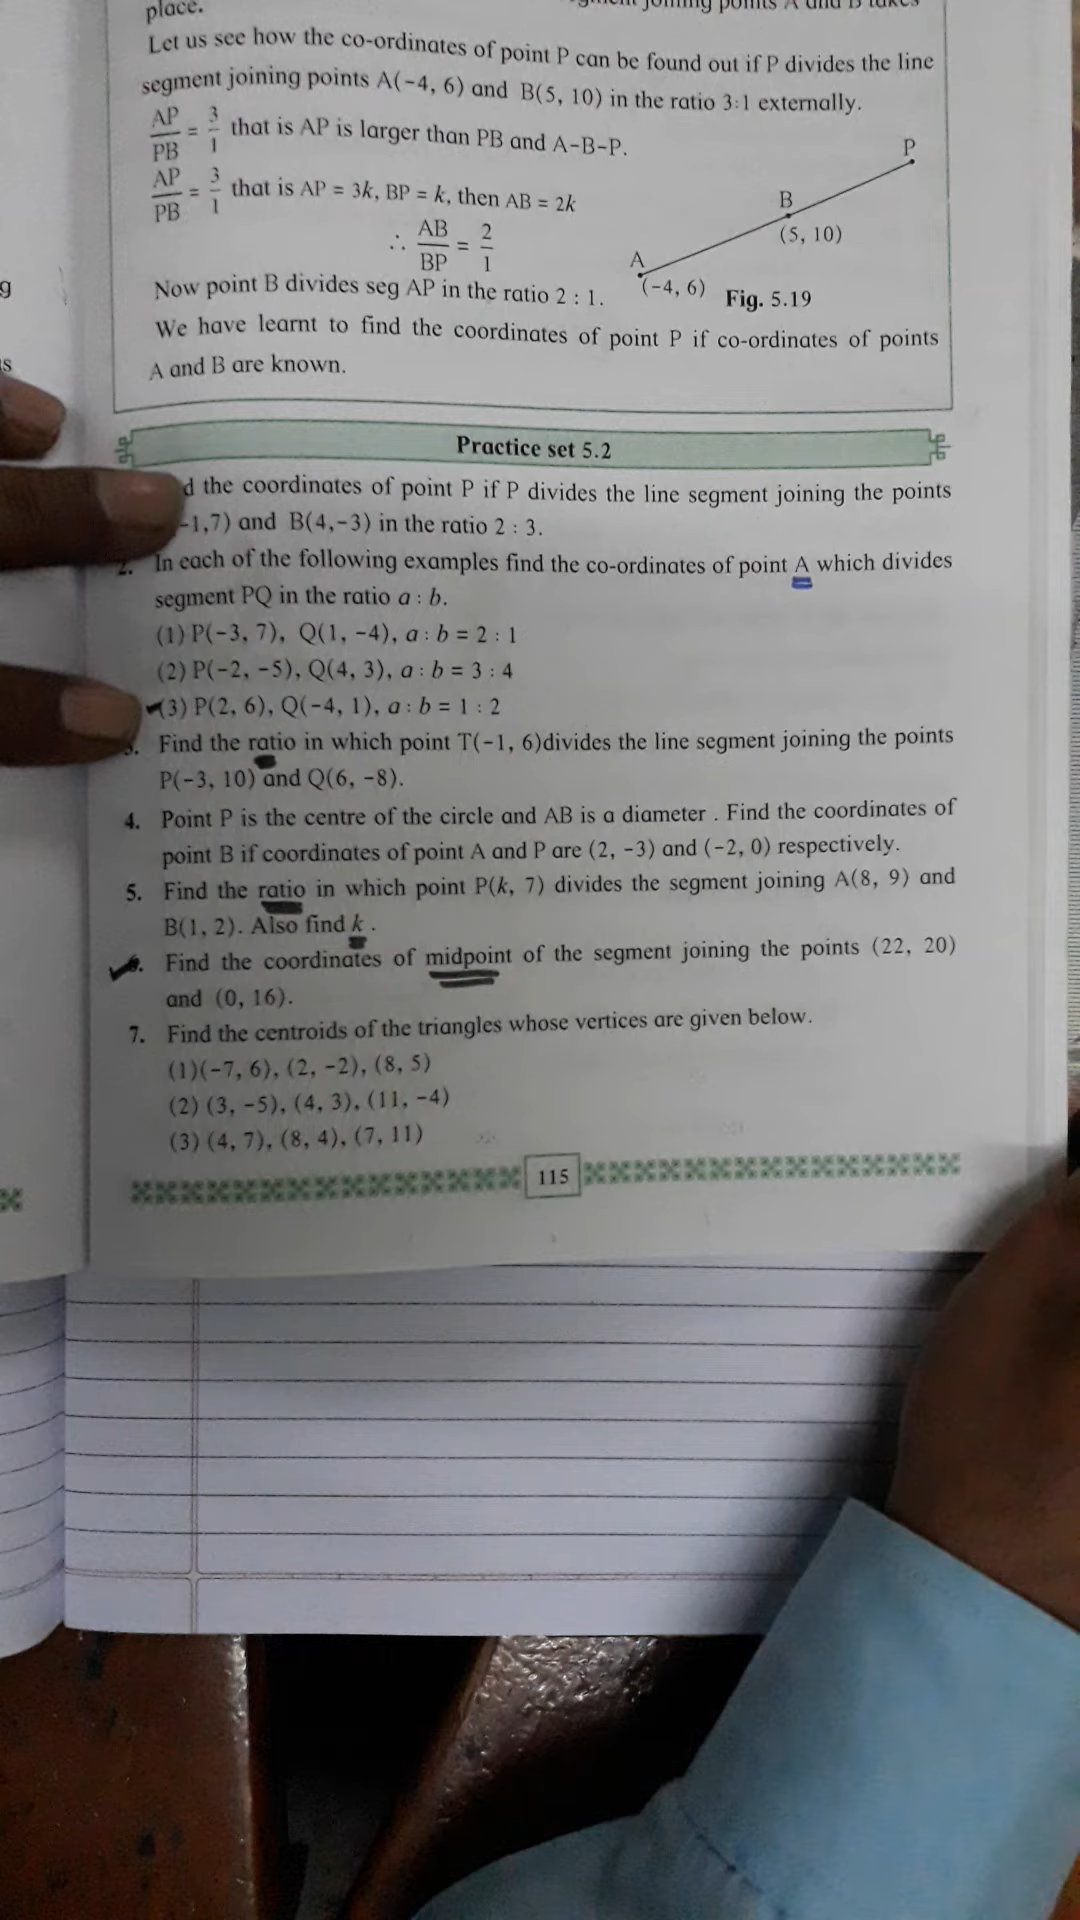 place.
joining points A and B takes
Let us see how the co-ordinates of point P can be found out if P divides the line
segment joining points A(-4, 6) and B(5, 10) in the ratio 3:1 externally.
AP/PB = 3/1 that is AP is larger than PB and A-B-P.
AP/PB = 3/1 that is AP = 3k, BP = k, then AB = 2k
∴ AB/BP = 2/1
P
B
(5, 10)
A
(-4, 6)
Fig. 5.19
Now point B divides seg AP in the ratio 2 : 1.
We have learnt to find the coordinates of point P if co-ordinates of points
A and B are known.
g
s
Practice set 5.2
d the coordinates of point P if P divides the line segment joining the points
-1,7) and B(4,-3) in the ratio 2 : 3.
2. In each of the following examples find the co-ordinates of point A which divides
segment PQ in the ratio a : b.
(1) P(-3, 7), Q(1, -4), a : b = 2 : 1
(2) P(-2, -5), Q(4, 3), a : b = 3 : 4
(3) P(2, 6), Q(-4, 1), a : b = 1 : 2
3. Find the ratio in which point T(-1, 6)divides the line segment joining the points
P(-3, 10) and Q(6, -8).
4. Point P is the centre of the circle and AB is a diameter . Find the coordinates of
point B if coordinates of point A and P are (2, -3) and (-2, 0) respectively.
5. Find the ratio in which point P(k, 7) divides the segment joining A(8, 9) and
B(1, 2). Also find k .
6. Find the coordinates of midpoint of the segment joining the points (22, 20)
and (0, 16).
7. Find the centroids of the triangles whose vertices are given below.
(1)(-7, 6), (2, -2), (8, 5)
(2) (3, -5), (4, 3), (11, -4)
(3) (4, 7), (8, 4), (7, 11)
115